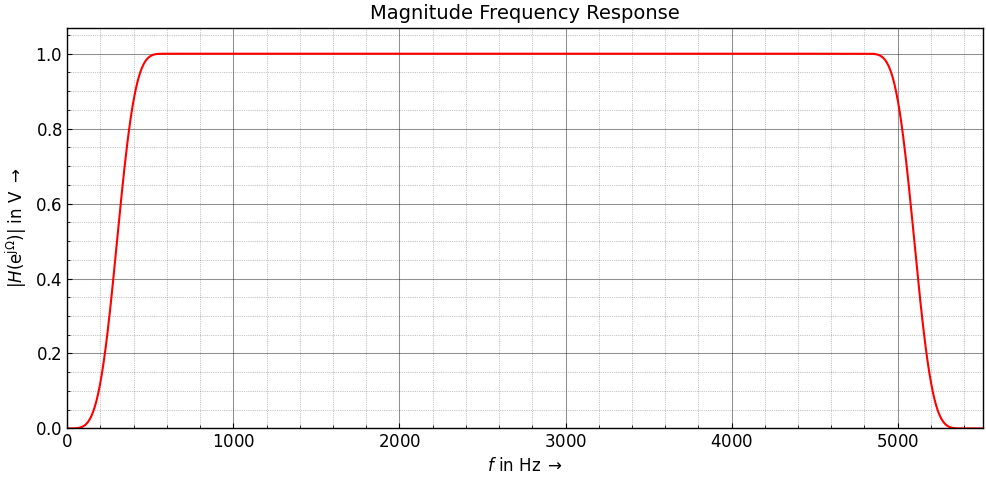 Magnitude Frequency Response
|H(e^jΩ)| in V →
1.0
0.8
0.6
0.4
0.2
0.0
0 1000 2000 3000 4000 5000
f in Hz →